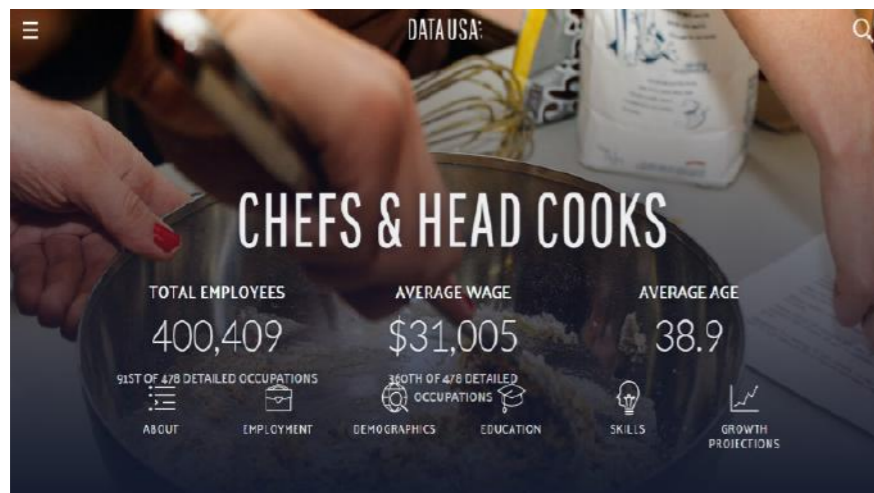 DATAUSA:
CHEFS & HEAD COOKS
TOTAL EMPLOYEES
400,409
91ST OF 478 DETAILED OCCUPATIONS
AVERAGE WAGE
$31,005
360TH OF 478 DETAILED
OCCUPATIONS
AVERAGE AGE
38.9
ABOUT
EMPLOYMENT
DEMOGRAPHICS
EDUCATION
SKILLS
GROWTH
PROJECTIONS